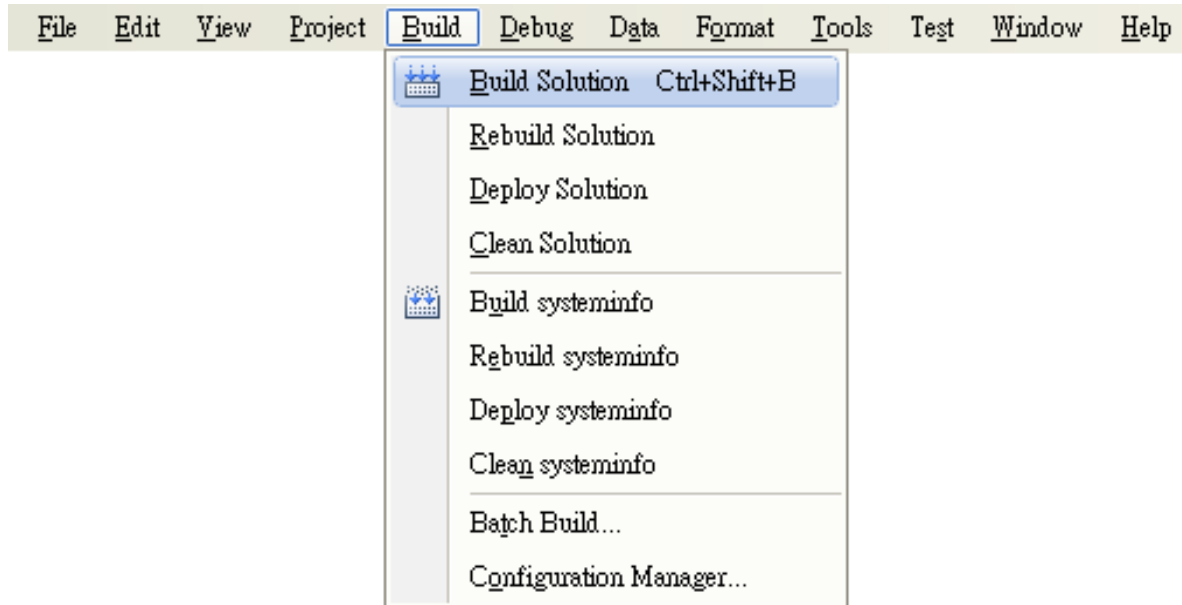 File Edit View Project Build Debug Data Format Tools Test Window Help
Build Solution Ctrl+Shift+B
Rebuild Solution
Deploy Solution
Clean Solution
Build systeminfo
Rebuild systeminfo
Deploy systeminfo
Clean systeminfo
Batch Build...
Configuration Manager...